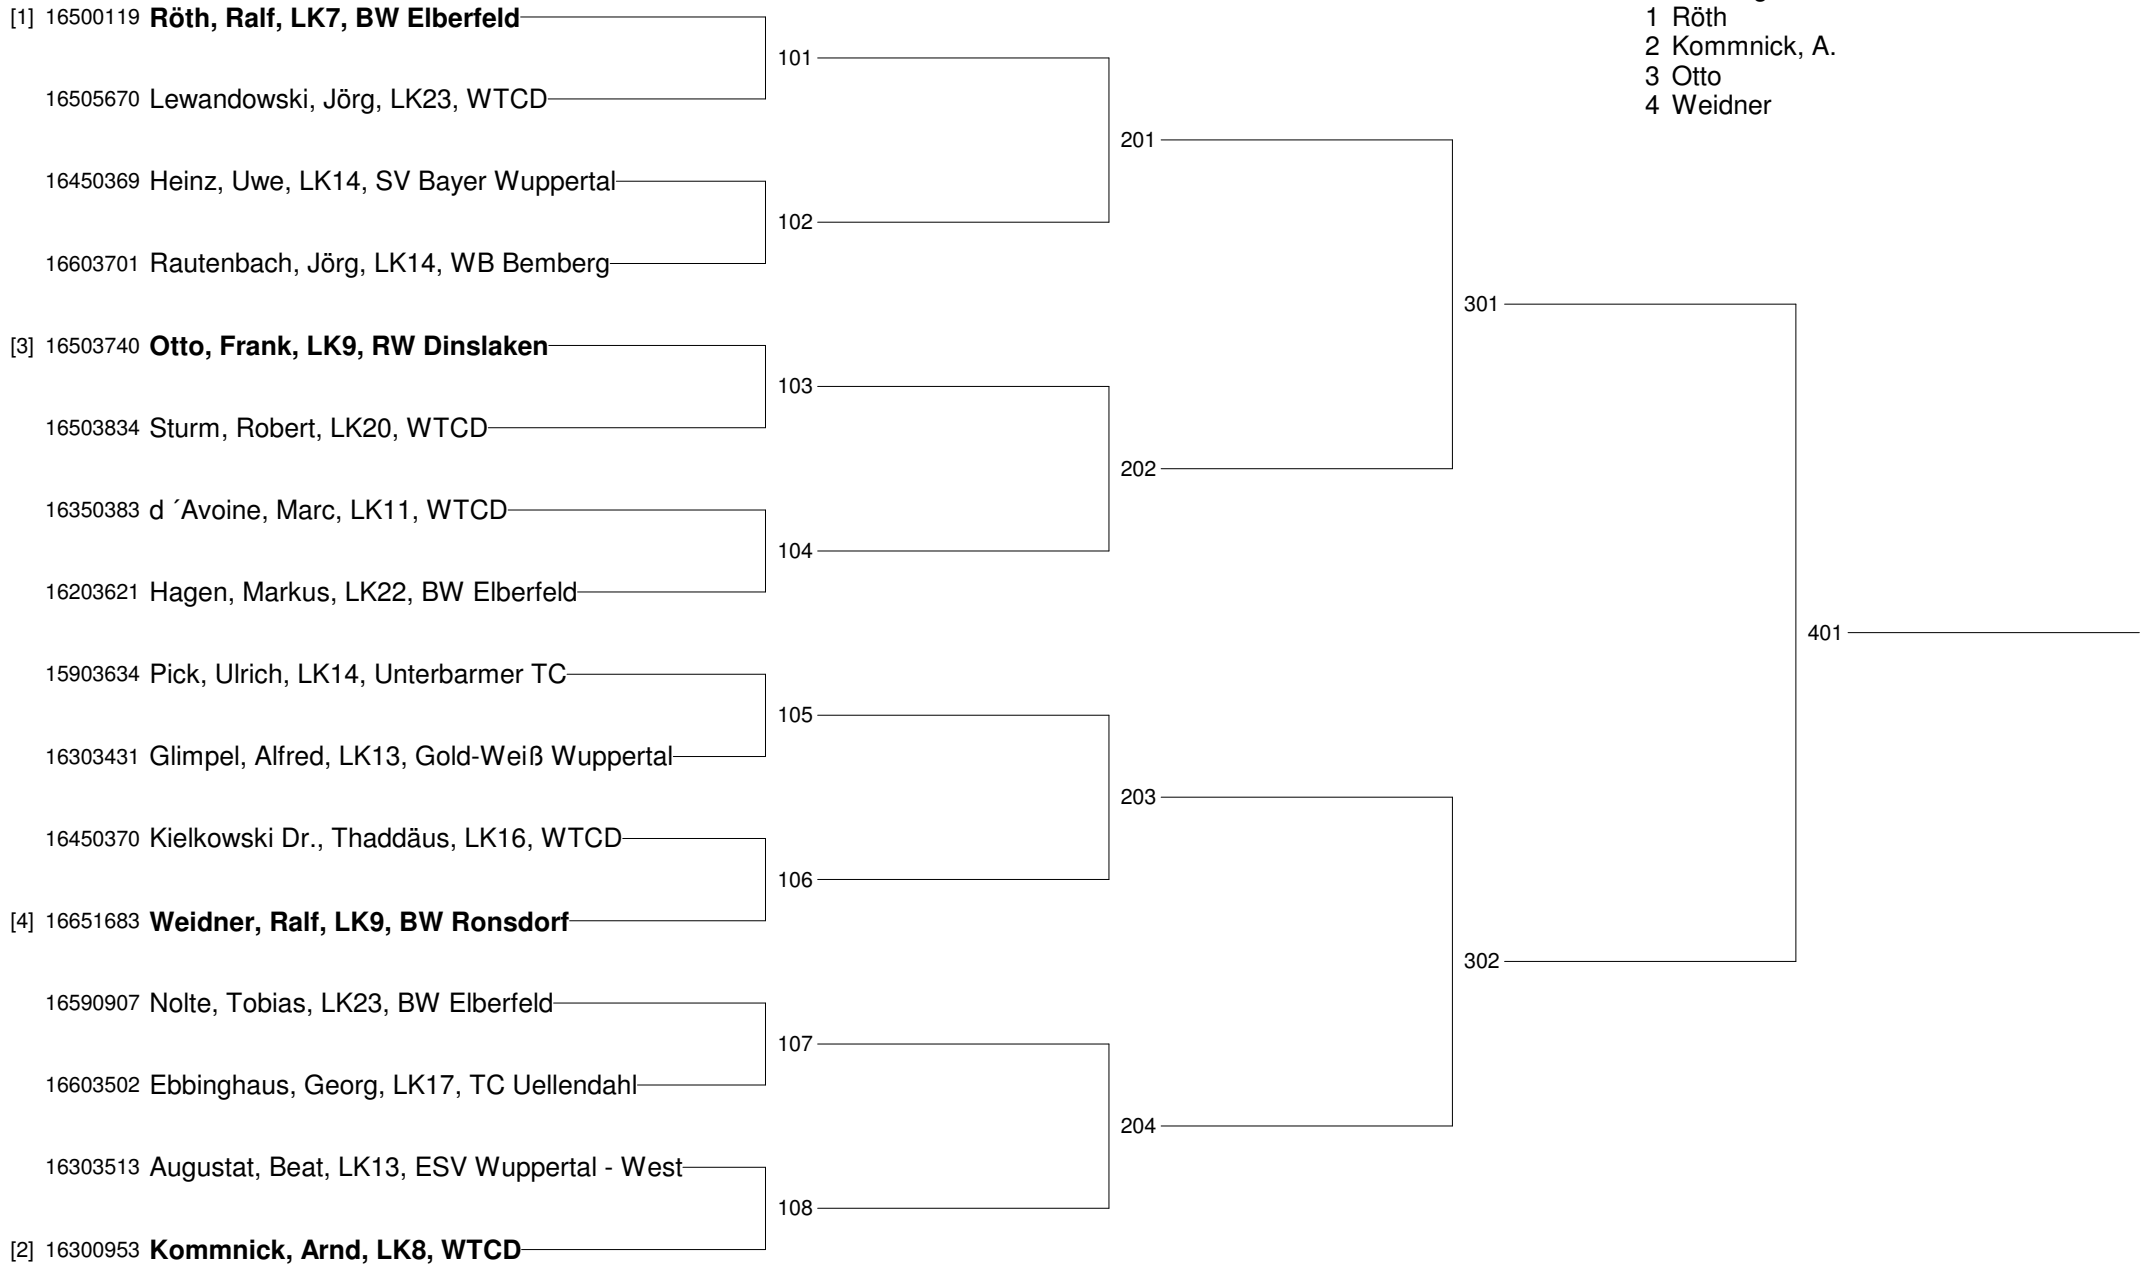 [1] 16500119 Röth, Ralf, LK7, BW Elberfeld
16505670 Lewandowski, Jörg, LK23, WTCD
16450369 Heinz, Uwe, LK14, SV Bayer Wuppertal
16603701 Rautenbach, Jörg, LK14, WB Bemberg
[3] 16503740 Otto, Frank, LK9, RW Dinslaken
16503834 Sturm, Robert, LK20, WTCD
16350383 d ´Avoine, Marc, LK11, WTCD
16203621 Hagen, Markus, LK22, BW Elberfeld
15903634 Pick, Ulrich, LK14, Unterbarmer TC
16303431 Glimpel, Alfred, LK13, Gold-Weiß Wuppertal
16450370 Kielkowski Dr., Thaddäus, LK16, WTCD
[4] 16651683 Weidner, Ralf, LK9, BW Ronsdorf
16590907 Nolte, Tobias, LK23, BW Elberfeld
16603502 Ebbinghaus, Georg, LK17, TC Uellendahl
16303513 Augustat, Beat, LK13, ESV Wuppertal - West
[2] 16300953 Kommnick, Arnd, LK8, WTCD
101
102
103
104
105
106
107
108
201
202
203
204
301
302
401
1 Röth
2 Kommnick, A.
3 Otto
4 Weidner